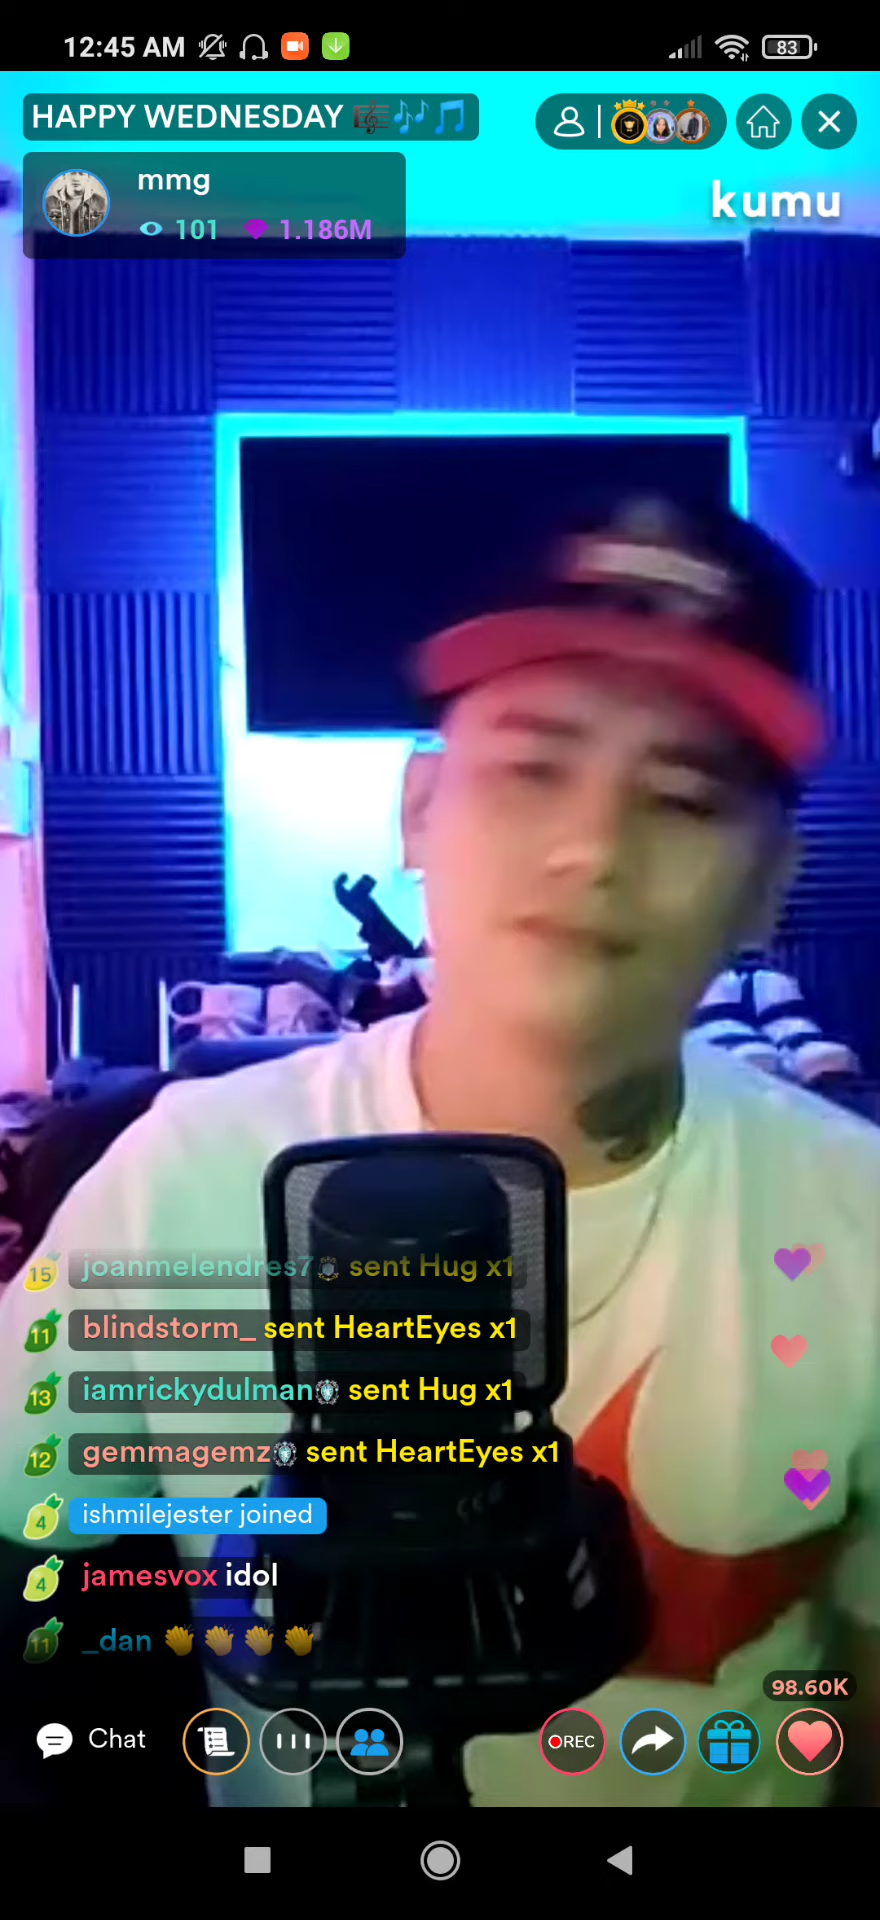 12:45 AM
83
HAPPY WEDNESDAY 🎼🎶🎵
mmg
101 1.186M
kumu
15 joanmelendres7 sent Hug x1
11 blindstorm_ sent HeartEyes x1
13 iamrickydulman sent Hug x1
12 gemmagemz sent HeartEyes x1
4 ishmilejester joined
4 jamesvox idol
11 _dan 👏👏👏👏
98.60K
Chat
REC